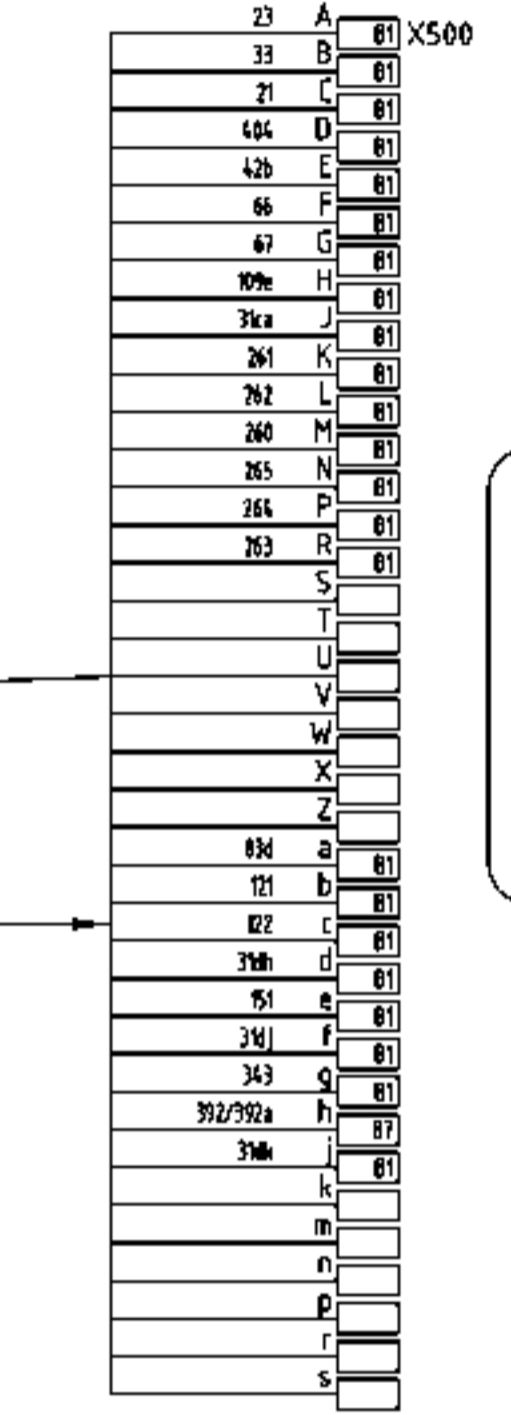 23 A 81 X500
33 B 81
21 C 81
404 D 81
42b E 81
66 F 81
67 G 81
109e H 81
31ca J 81
261 K 81
262 L 81
260 M 81
265 N 81
264 P 81
263 R 81
S
T
U
V
W
X
Z
83d a 81
121 b 81
122 c 81
31dh d 81
151 e 81
31dj f 81
343 g 81
392/392a h 87
31dk j 81
k
m
n
p
r
s